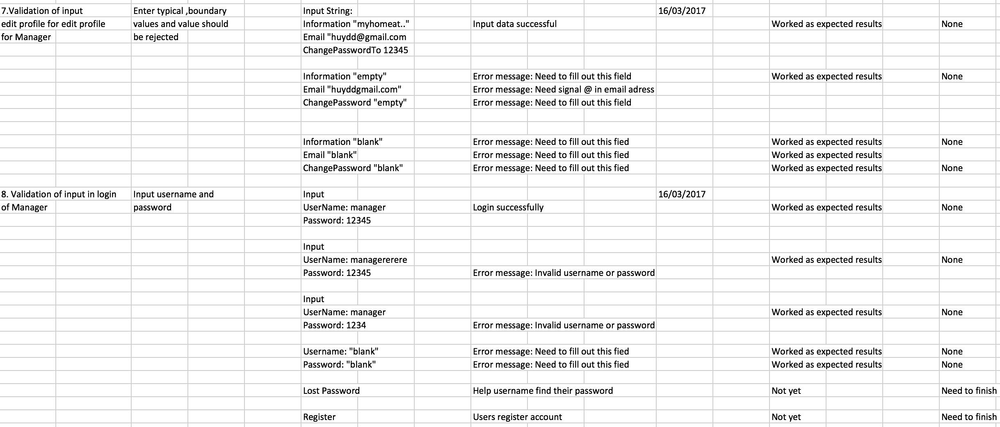 7.Validation of input Enter typical ,boundary Input String: 16/03/2017
edit profile for edit profile values and value should Information "myhomeat.." Input data successful Worked as expected results None
for Manager be rejected Email "huydd@gmail.com
ChangePasswordTo 12345
Information "empty" Error message: Need to fill out this field Worked as expected results None
Email "huyddgmail.com" Error message: Need signal @ in email adress
ChangePassword "empty" Error message: Need to fill out this field
Information "blank" Error message: Need to fill out this fied Worked as expected results None
Email "blank" Error message: Need to fill out this fied Worked as expected results
ChangePassword "blank" Error message: Need to fill out this fied Worked as expected results None
8. Validation of input in login Input username and Input 16/03/2017
of Manager password UserName: manager Login successfully Worked as expected results None
Password: 12345
Input
UserName: managererere Worked as expected results None
Password: 12345 Error message: Invalid username or password
Input
UserName: manager Worked as expected results None
Password: 1234 Error message: Invalid username or password
Username: "blank" Error message: Need to fill out this fied Worked as expected results None
Password: "blank" Error message: Need to fill out this fied Worked as expected results None
Lost Password Help username find their password Not yet Need to finish
Register Users register account Not yet Need to finish